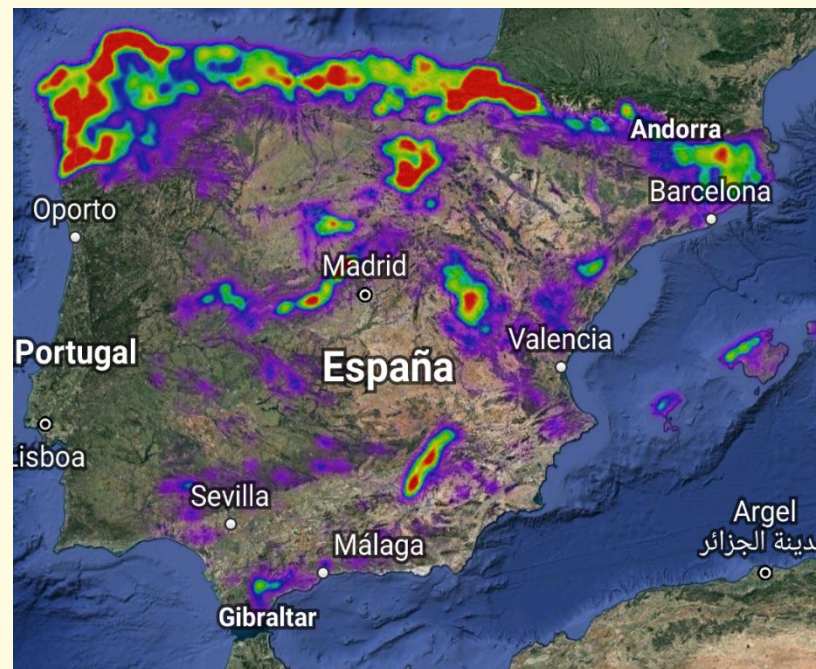 Andorra
Barcelona
Oporto
Madrid
Portugal
España
Valencia
Lisboa
Sevilla
Málaga
Argel
مدينة الجزائر
Gibraltar